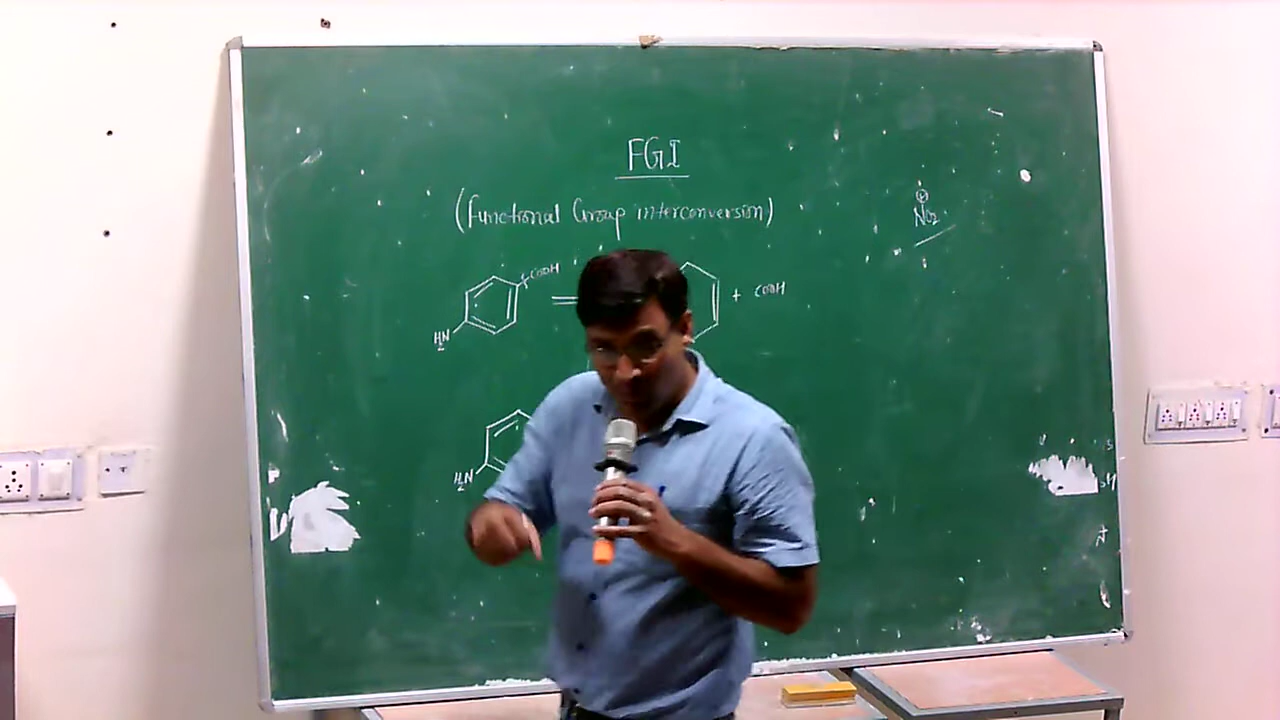 FGI
(Functional Group interconversion)
NO2
COOH
+ COOH
H2N
H2N